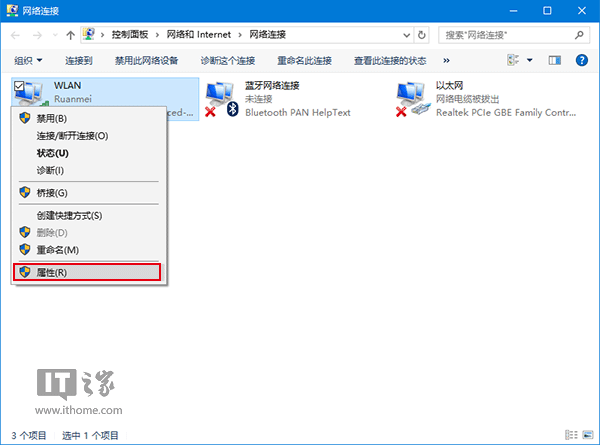 网络连接
控制面板 › 网络和 Internet › 网络连接
搜索"网络连接"
组织 连接到 禁用此网络设备 诊断这个连接 重命名此连接 查看此连接的状态 »
WLAN
Ruanmei
ced-...
蓝牙网络连接
未连接
Bluetooth PAN HelpText
以太网
网络电缆被拔出
Realtek PCIe GBE Family Contr...
禁用(B)
连接/断开连接(O)
状态(U)
诊断(I)
桥接(G)
创建快捷方式(S)
删除(D)
重命名(M)
属性(R)
IT之家
www.ithome.com
3 个项目 选中 1 个项目